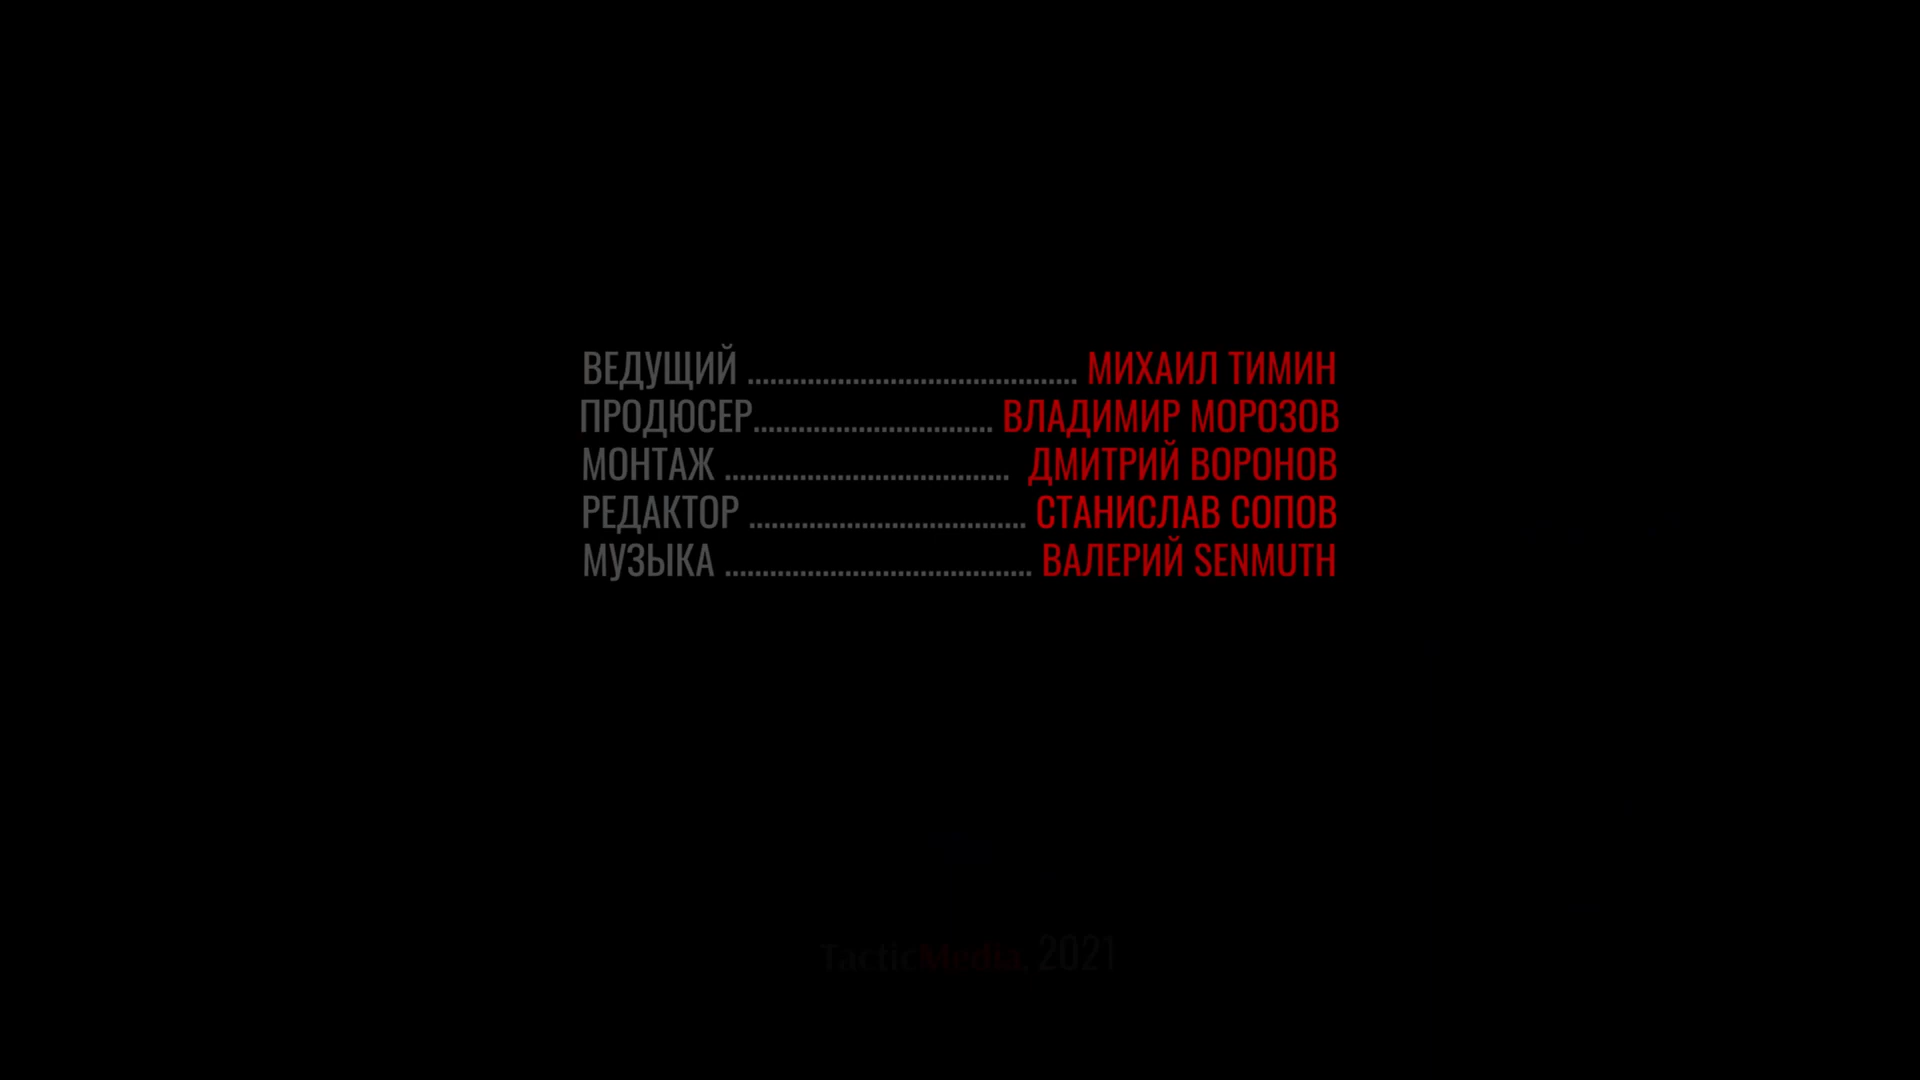 ВЕДУЩИЙ ............................................ МИХАИЛ ТИМИН
ПРОДЮСЕР................................ ВЛАДИМИР МОРОЗОВ
МОНТАЖ ...................................... ДМИТРИЙ ВОРОНОВ
РЕДАКТОР ..................................... СТАНИСЛАВ СОПОВ
МУЗЫКА ......................................... ВАЛЕРИЙ SENMUTH
TacticMedia, 2021